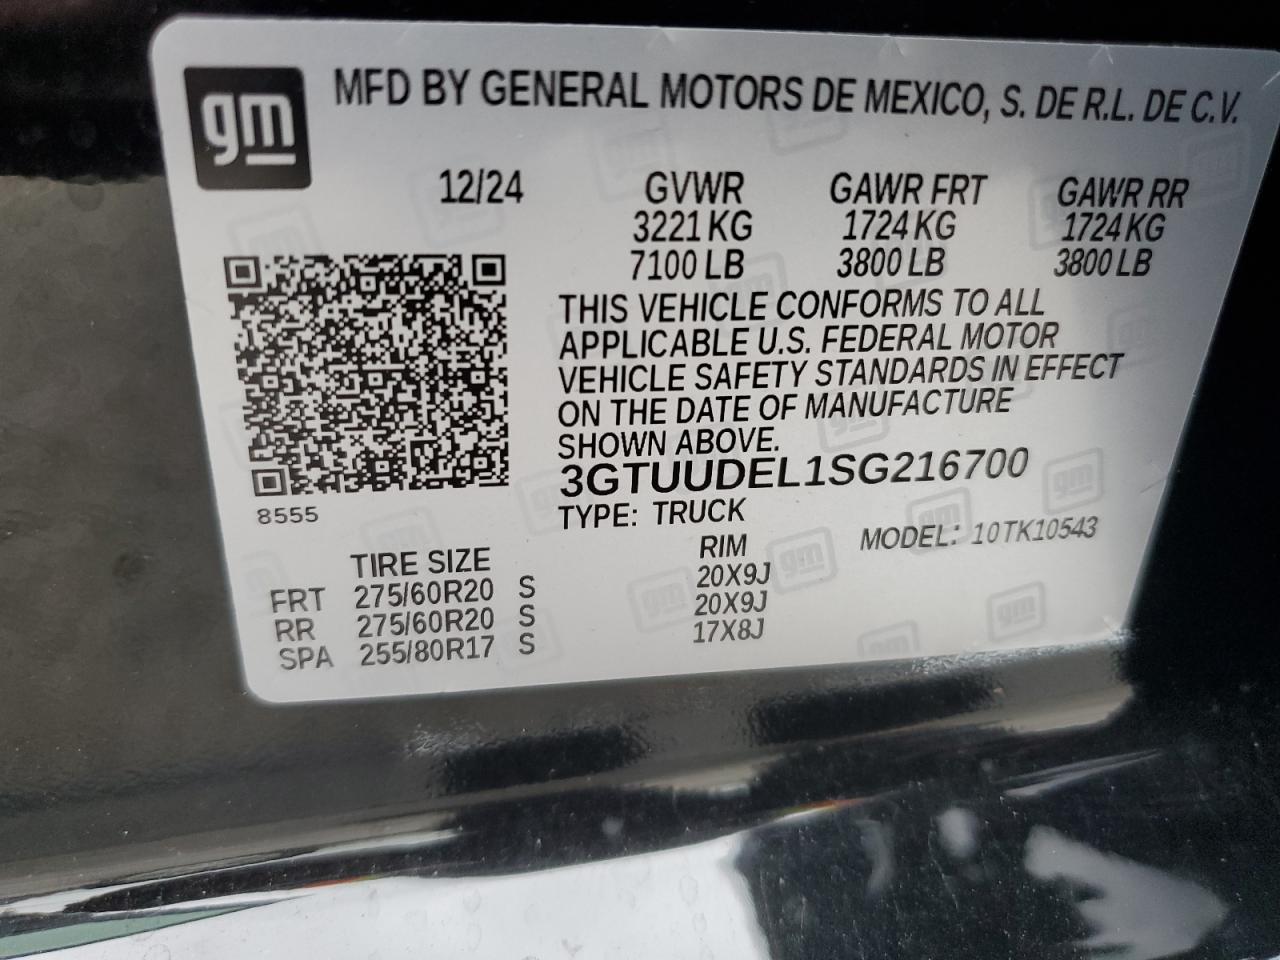 gm
MFD BY GENERAL MOTORS DE MEXICO, S. DE R.L. DE C.V.
12/24 GVWR GAWR FRT GAWR RR
3221 KG 1724 KG 1724 KG
7100 LB 3800 LB 3800 LB
THIS VEHICLE CONFORMS TO ALL
APPLICABLE U.S. FEDERAL MOTOR
VEHICLE SAFETY STANDARDS IN EFFECT
ON THE DATE OF MANUFACTURE
SHOWN ABOVE.
3GTUUDEL1SG216700
8555
TYPE: TRUCK
MODEL: 10TK10543
TIRE SIZE RIM
FRT 275/60R20 S 20X9J
RR 275/60R20 S 20X9J
SPA 255/80R17 S 17X8J